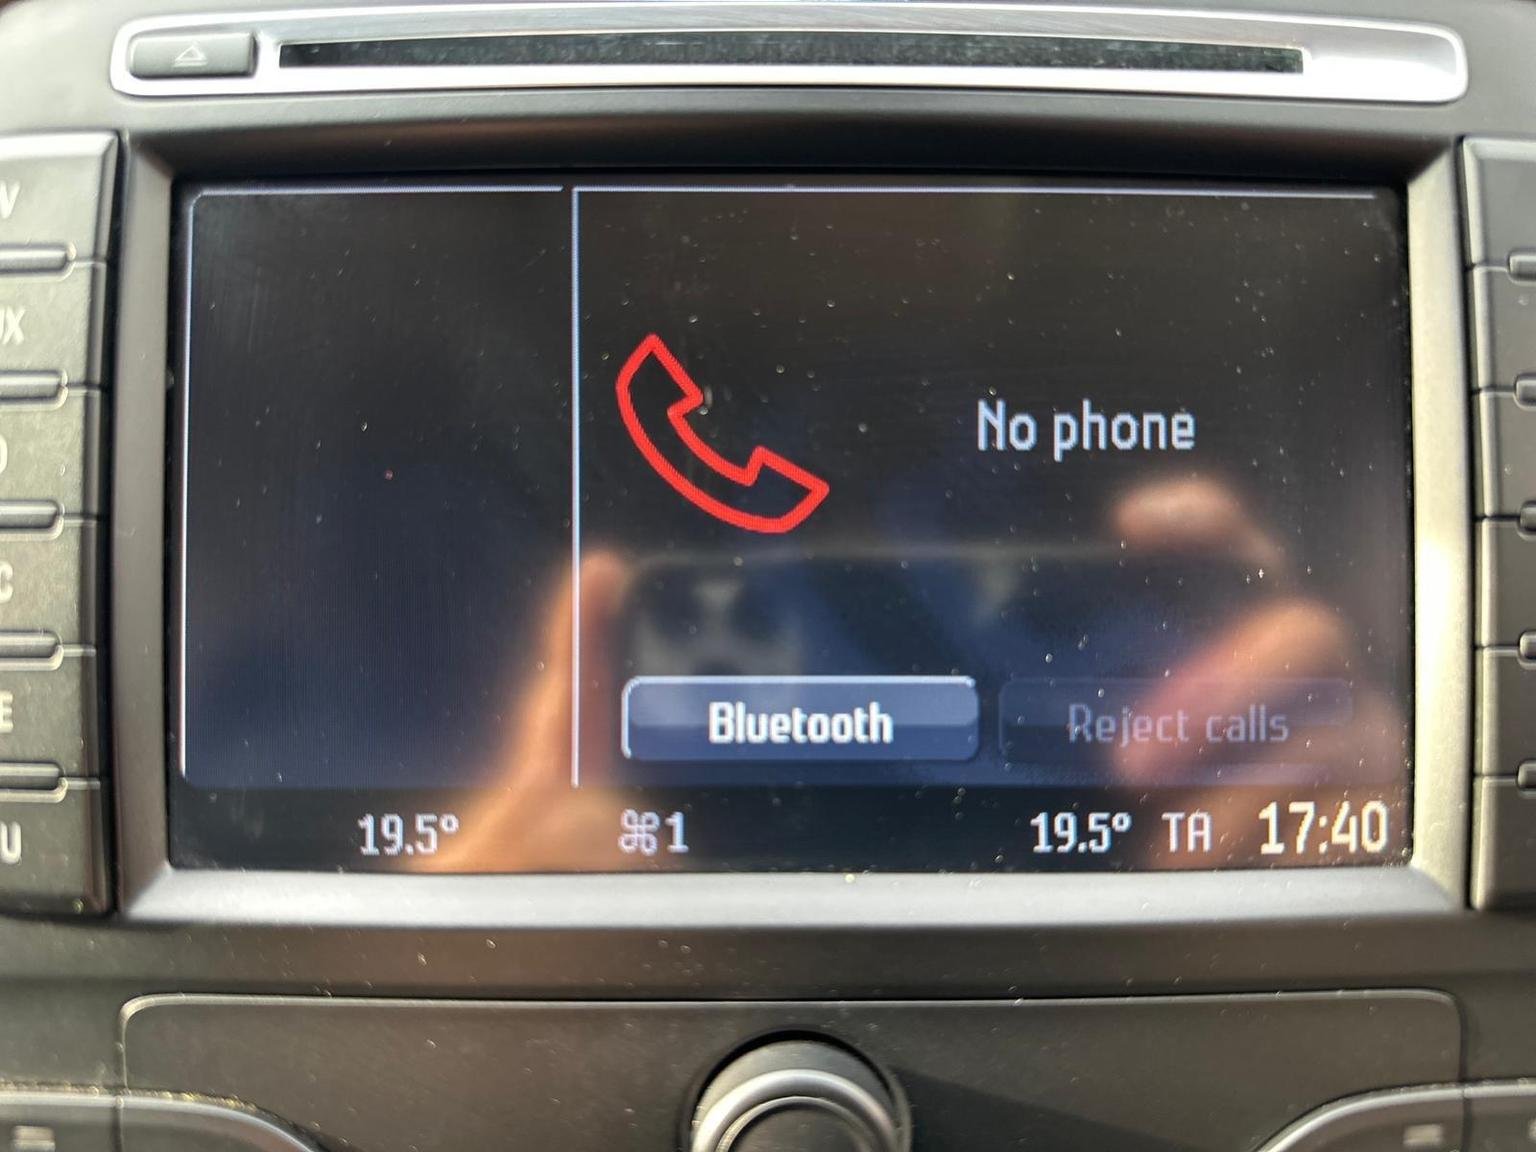 No phone
Bluetooth Reject calls
19.5° ⌘1 19.5° TA 17:40